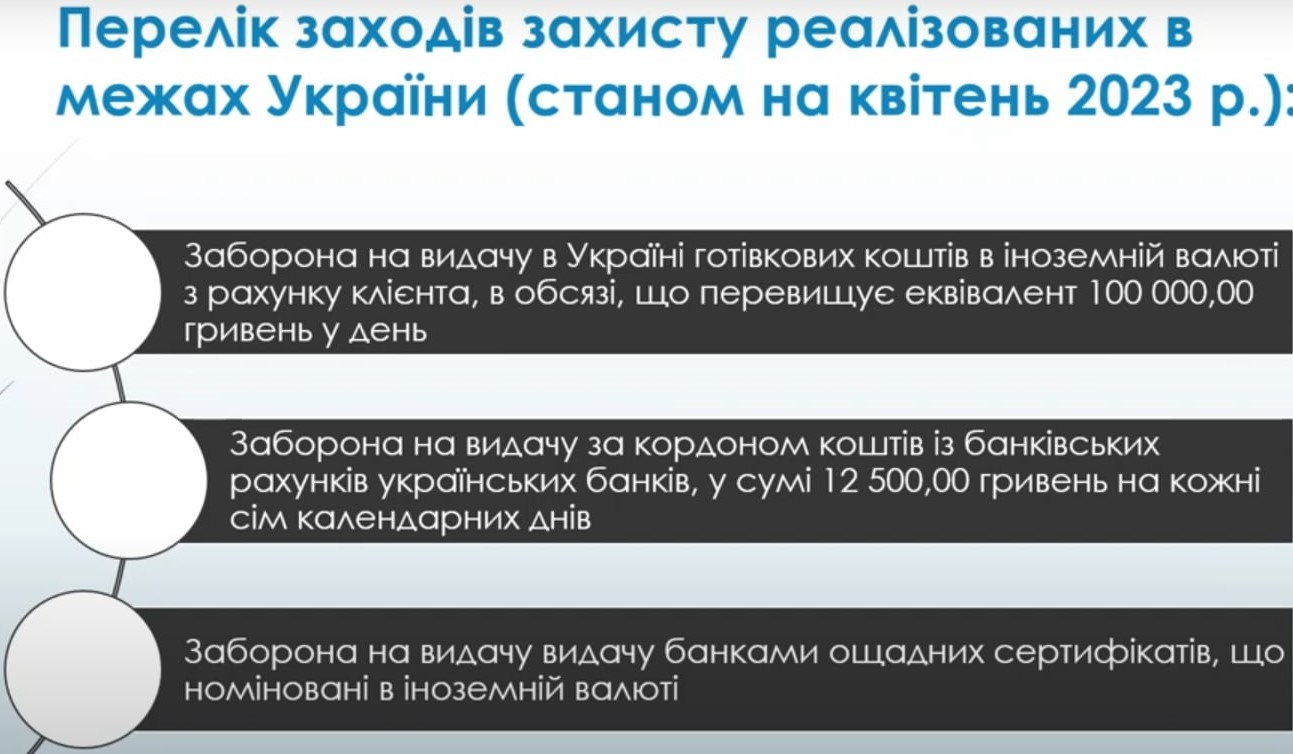 Перелік заходів захисту реалізованих в
межах України (станом на квітень 2023 р.):
Заборона на видачу в Україні готівкових коштів в іноземній валюті
з рахунку клієнта, в обсязі, що перевищує еквівалент 100 000,00
гривень у день
Заборона на видачу за кордоном коштів із банківських
рахунків українських банків, у сумі 12 500,00 гривень на кожні
сім календарних днів
Заборона на видачу видачу банками ощадних сертифікатів, що
номіновані в іноземній валюті